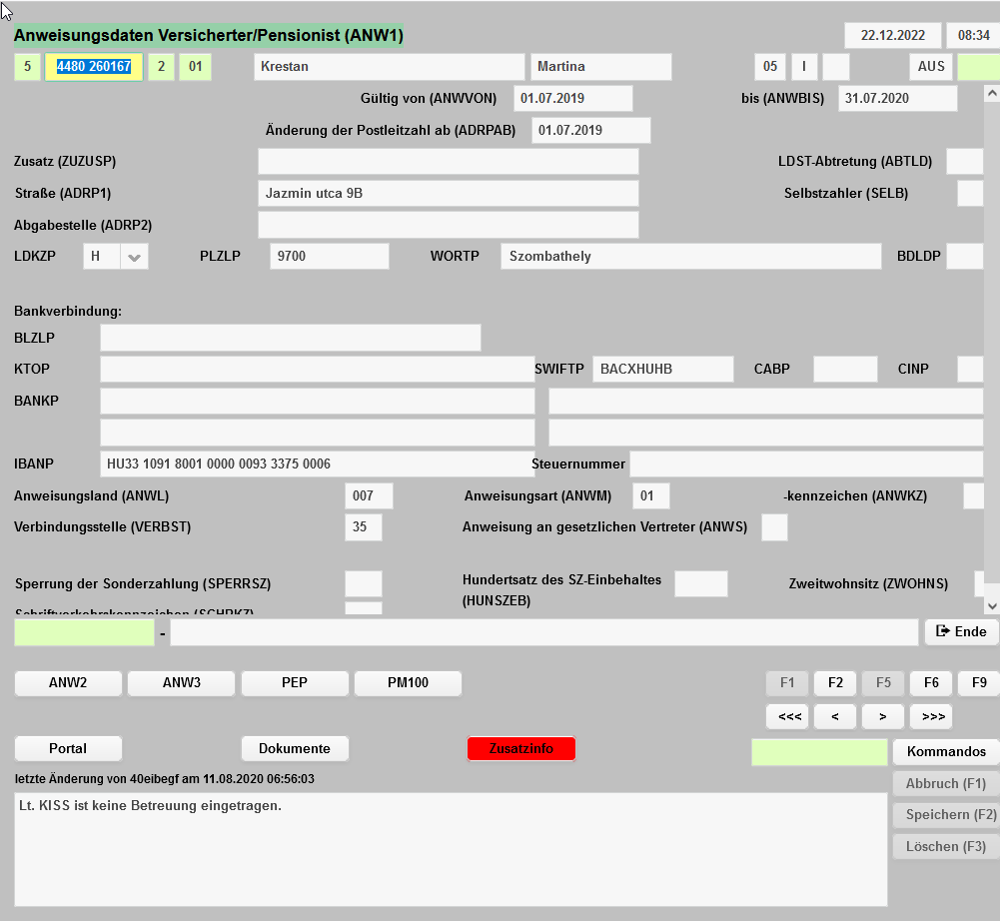 Anweisungsdaten Versicherter/Pensionist (ANW1) 22.12.2022 08:34
5 4480 260167 2 01 Krestan Martina 05 I AUS
Gültig von (ANWVON) 01.07.2019 bis (ANWBIS) 31.07.2020
Änderung der Postleitzahl ab (ADRPAB) 01.07.2019
Zusatz (ZUZUSP) LDST-Abtretung (ABTLD)
Straße (ADRP1) Jazmin utca 9B Selbstzahler (SELB)
Abgabestelle (ADRP2)
LDKZP H PLZLP 9700 WORTP Szombathely BDLDP
Bankverbindung:
BLZLP
KTOP SWIFTP BACXHUHB CABP CINP
BANKP
IBANP HU33 1091 8001 0000 0093 3375 0006 Steuernummer
Anweisungsland (ANWL) 007 Anweisungsart (ANWM) 01 -kennzeichen (ANWKZ)
Verbindungsstelle (VERBST) 35 Anweisung an gesetzlichen Vertreter (ANWS)
Sperrung der Sonderzahlung (SPERRSZ) Hundertsatz des SZ-Einbehaltes (HUNSZEB) Zweitwohnsitz (ZWOHNS)
Schriftverkehrskennzeichen (SCHRKZ)
- Ende
ANW2 ANW3 PEP PM100 F1 F2 F5 F6 F9
<<< < > >>>
Portal Dokumente Zusatzinfo Kommandos
letzte Änderung von 40eibegf am 11.08.2020 06:56:03 Abbruch (F1)
Lt. KISS ist keine Betreuung eingetragen. Speichern (F2)
Löschen (F3)